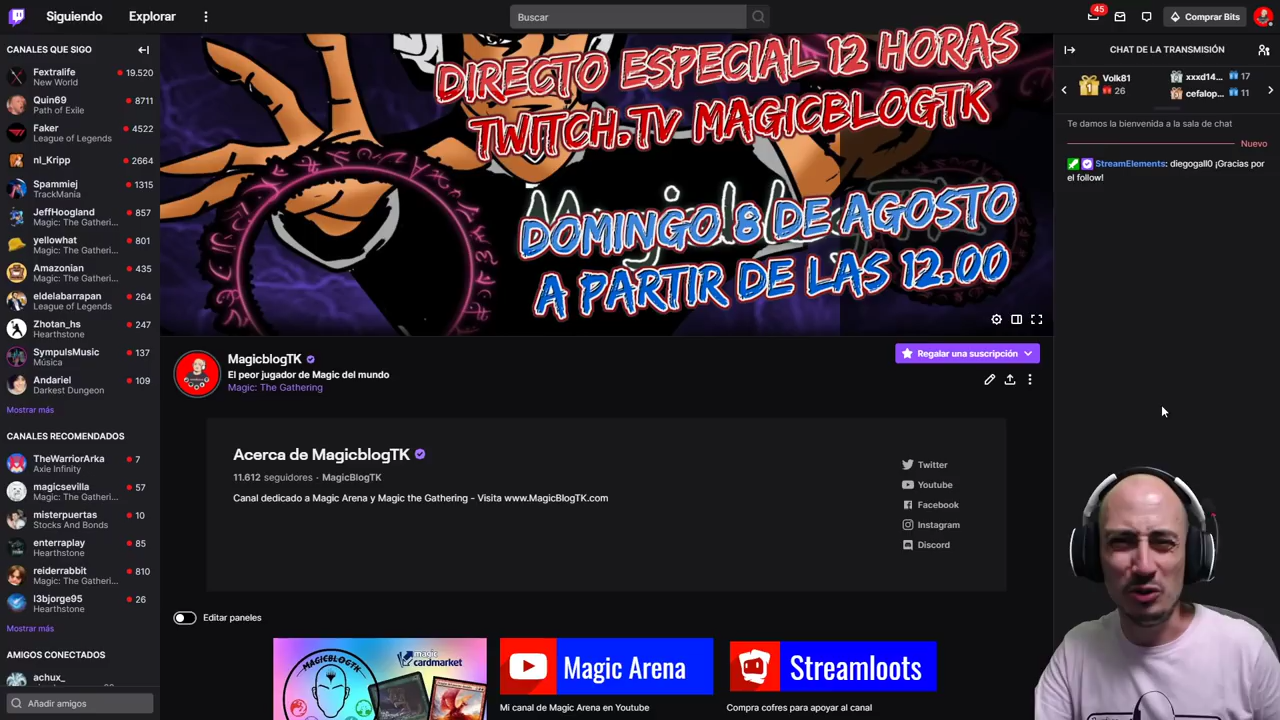 Siguiendo
Explorar
Buscar
45
Comprar Bits
CANALES QUE SIGO
Fextralife
19.520
New World
Quin69
8711
Path of Exile
Faker
4522
League of Legends
nl_Kripp
2664
Spammiej
1315
TrackMania
JeffHoogland
857
Magic: The Gatheri...
yellowhat
801
Magic: The Gatheri...
Amazonian
435
Magic: The Gatheri...
eldelabarrapan
264
League of Legends
Zhotan_hs
247
Hearthstone
SympulsMusic
137
Música
Andariel
109
Darkest Dungeon
Mostrar más
CANALES RECOMENDADOS
TheWarriorArka
7
Axie Infinity
magicsevilla
57
Magic: The Gatheri...
misterpuertas
10
Stocks And Bonds
enterraplay
85
Hearthstone
reiderrabbit
810
Magic: The Gatheri...
l3bjorge95
26
Hearthstone
Mostrar más
AMIGOS CONECTADOS
achux_
Añadir amigos
DIRECTO ESPECIAL 12 HORAS
TWITCH.TV MAGICBLOGTK
DOMINGO 8 DE AGOSTO
A PARTIR DE LAS 12.00
MagicblogTK
El peor jugador de Magic del mundo
Magic: The Gathering
Regalar una suscripción
Acerca de MagicblogTK
11.612 seguidores · MagicBlogTK
Canal dedicado a Magic Arena y Magic the Gathering - Visita www.MagicBlogTK.com
Twitter
Youtube
Facebook
Instagram
Discord
Editar paneles
MAGICBLOGTK
magic
cardmarket
Magic Arena
Mi canal de Magic Arena en Youtube
Streamloots
Compra cofres para apoyar al canal
CHAT DE LA TRANSMISIÓN
1
Volk81
26
xxxd14...
17
cefalop...
11
Te damos la bienvenida a la sala de chat
Nuevo
StreamElements: diegogall0 ¡Gracias por
el follow!